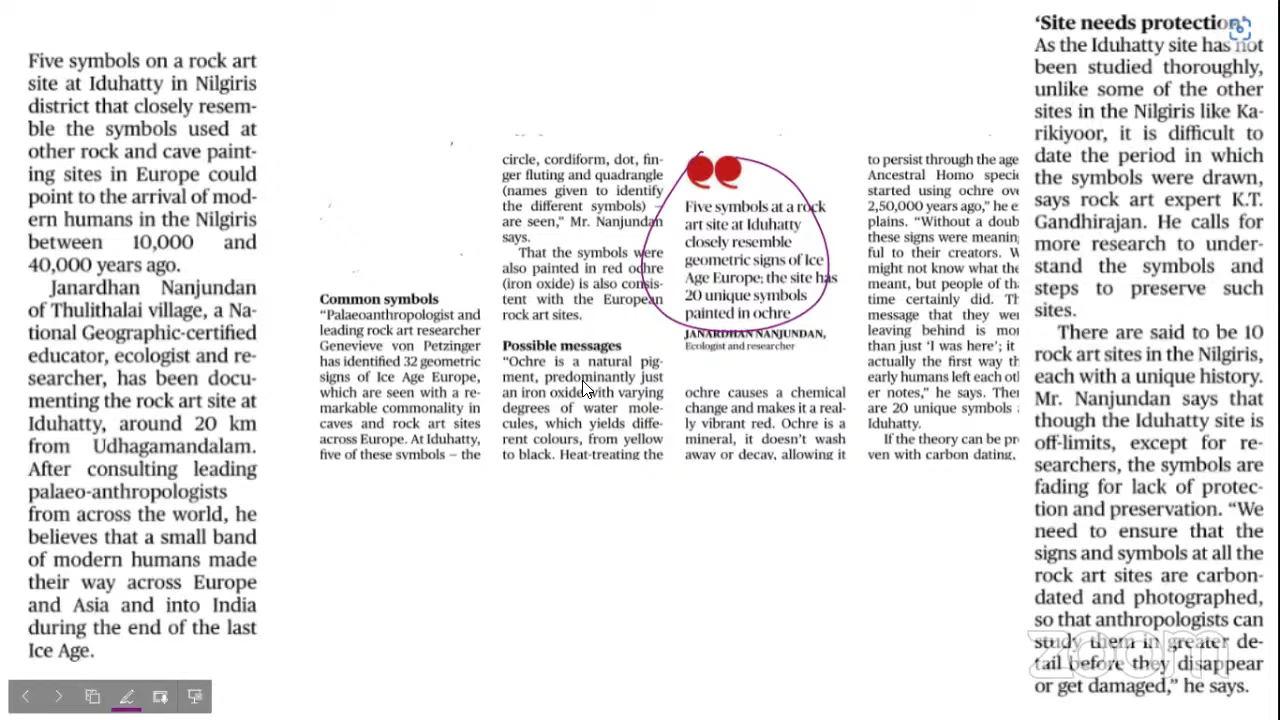 Five symbols on a rock art
site at Iduhatty in Nilgiris
district that closely resem-
ble the symbols used at
other rock and cave paint-
ing sites in Europe could
point to the arrival of mod-
ern humans in the Nilgiris
between 10,000 and
40,000 years ago.
Janardhan Nanjundan
of Thulithalai village, a Na-
tional Geographic-certified
educator, ecologist and re-
searcher, has been docu-
menting the rock art site at
Iduhatty, around 20 km
from Udhagamandalam.
After consulting leading
palaeo-anthropologists
from across the world, he
believes that a small band
of modern humans made
their way across Europe
and Asia and into India
during the end of the last
Ice Age.
Common symbols
“Palaeoanthropologist and
leading rock art researcher
Genevieve von Petzinger
has identified 32 geometric
signs of Ice Age Europe,
which are seen with a re-
markable commonality in
caves and rock art sites
across Europe. At Iduhatty,
five of these symbols – the
circle, cordiform, dot, fin-
ger fluting and quadrangle
(names given to identify
the different symbols) –
are seen,” Mr. Nanjundan
says.
That the symbols were
also painted in red ochre
(iron oxide) is also consis-
tent with the European
rock art sites.
Possible messages
“Ochre is a natural pig-
ment, predominantly just
an iron oxide with varying
degrees of water mole-
cules, which yields diffe-
rent colours, from yellow
to black. Heat-treating the
Five symbols at a rock
art site at Iduhatty
closely resemble
geometric signs of Ice
Age Europe; the site has
20 unique symbols
painted in ochre
JANARDHAN NANJUNDAN,
Ecologist and researcher
ochre causes a chemical
change and makes it a real-
ly vibrant red. Ochre is a
mineral, it doesn’t wash
away or decay, allowing it
to persist through the age
Ancestral Homo specie
started using ochre ove
2,50,000 years ago,” he e
plains. “Without a doub
these signs were meaning
ful to their creators. W
might not know what the
meant, but people of th
time certainly did. Th
message that they wer
leaving behind is mor
than just ‘I was here’; it
actually the first way th
early humans left each oth
er notes,” he says. Ther
are 20 unique symbols
Iduhatty.
If the theory can be pr
ven with carbon dating,
‘Site needs protection’
As the Iduhatty site has not
been studied thoroughly,
unlike some of the other
sites in the Nilgiris like Ka-
rikiyoor, it is difficult to
date the period in which
the symbols were drawn,
says rock art expert K.T.
Gandhirajan. He calls for
more research to under-
stand the symbols and
steps to preserve such
sites.
There are said to be 10
rock art sites in the Nilgiris,
each with a unique history.
Mr. Nanjundan says that
though the Iduhatty site is
off-limits, except for re-
searchers, the symbols are
fading for lack of protec-
tion and preservation. “We
need to ensure that the
signs and symbols at all the
rock art sites are carbon-
dated and photographed,
so that anthropologists can
study them in greater de-
tail before they disappear
or get damaged,” he says.
zoom